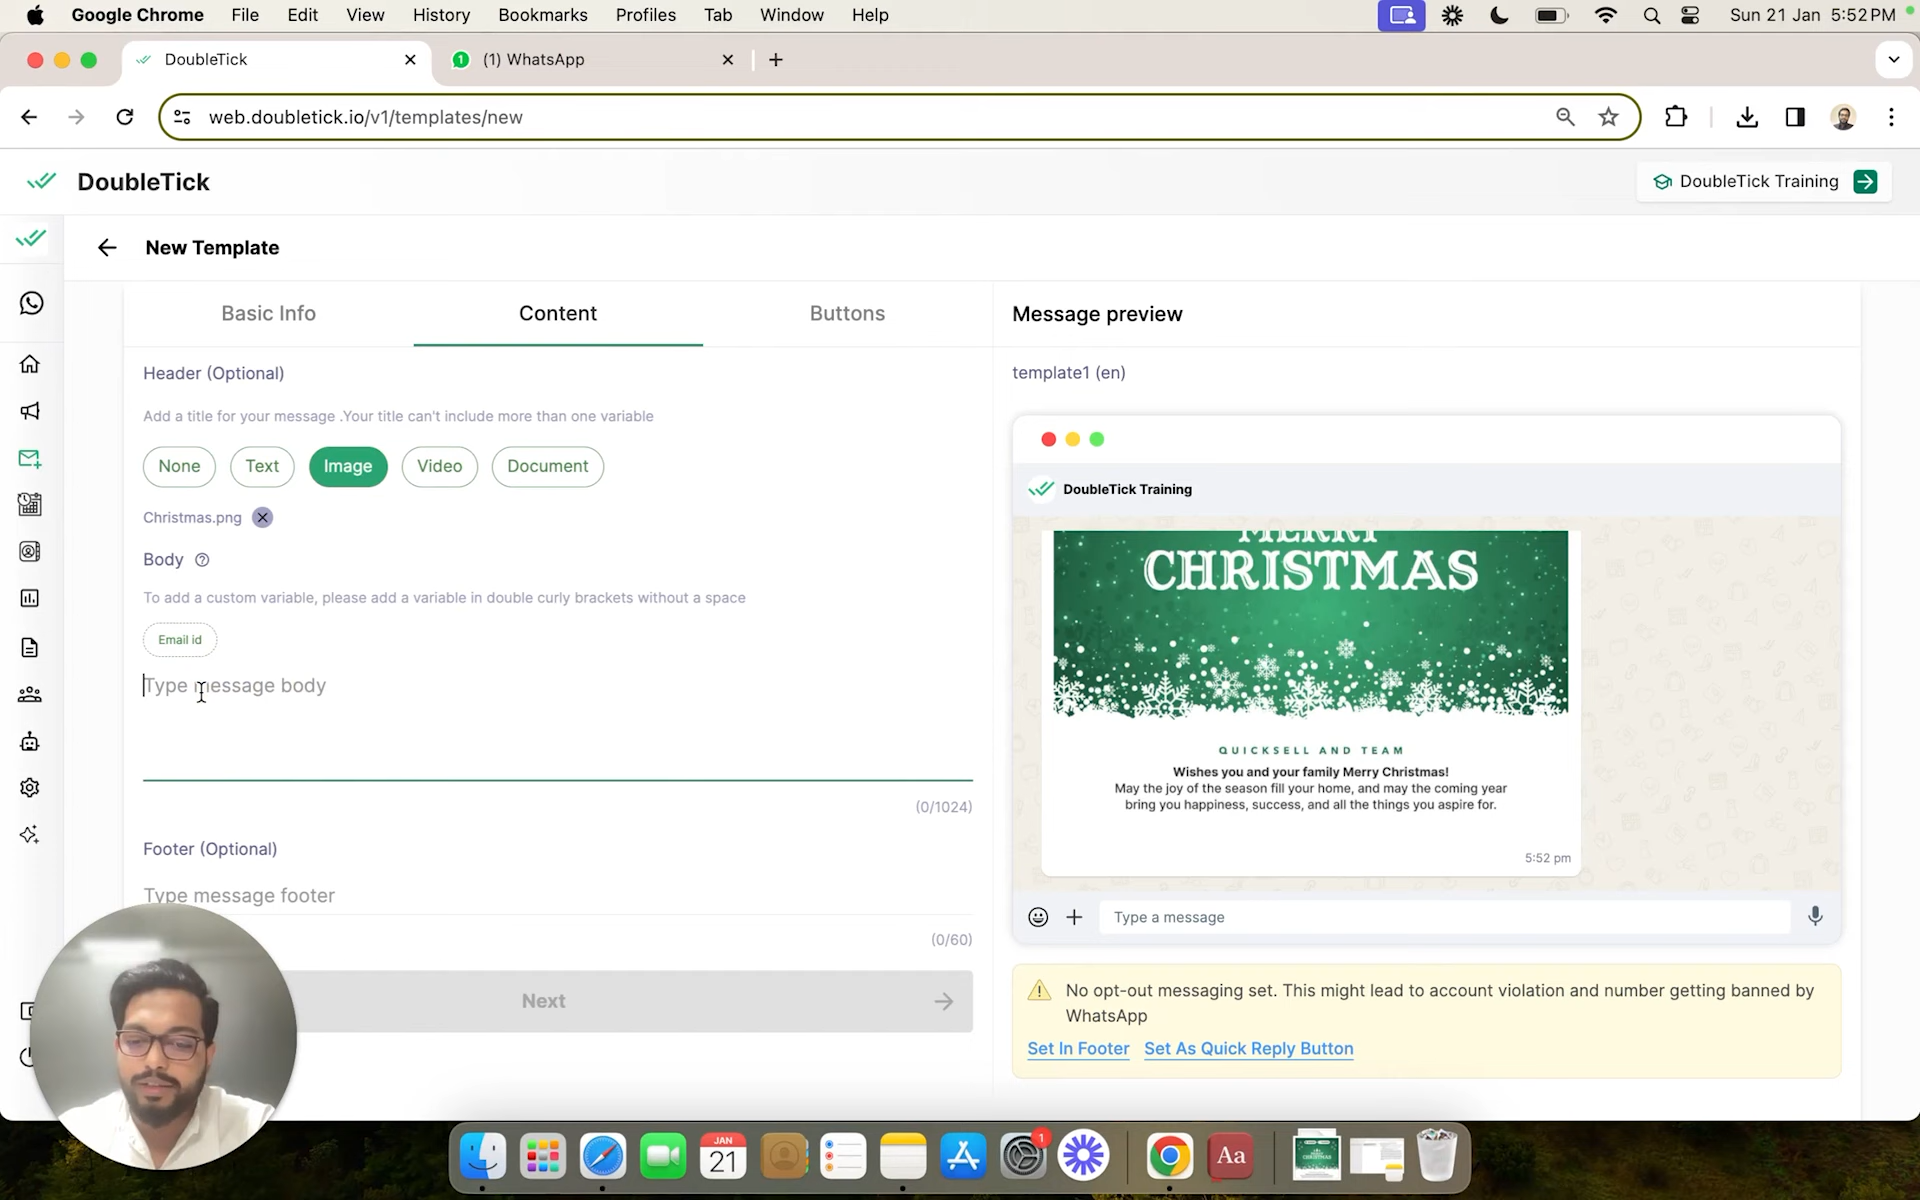 Google Chrome File Edit View History Bookmarks Profiles Tab Window Help Sun 21 Jan 5:52 PM
DoubleTick (1) WhatsApp
web.doubletick.io/v1/templates/new
DoubleTick DoubleTick Training
New Template
Basic Info Content Buttons
Header (Optional)
Add a title for your message .Your title can't include more than one variable
None Text Image Video Document
Christmas.png
Body
To add a custom variable, please add a variable in double curly brackets without a space
Email id
Type message body
(0/1024)
Footer (Optional)
Type message footer
(0/60)
Next
Message preview
template1 (en)
DoubleTick Training
MERRY
CHRISTMAS
QUICKSELL AND TEAM
Wishes you and your family Merry Christmas!
May the joy of the season fill your home, and may the coming year
bring you happiness, success, and all the things you aspire for.
5:52 pm
Type a message
No opt-out messaging set. This might lead to account violation and number getting banned by
WhatsApp
Set In Footer Set As Quick Reply Button
JAN
21
1
Aa